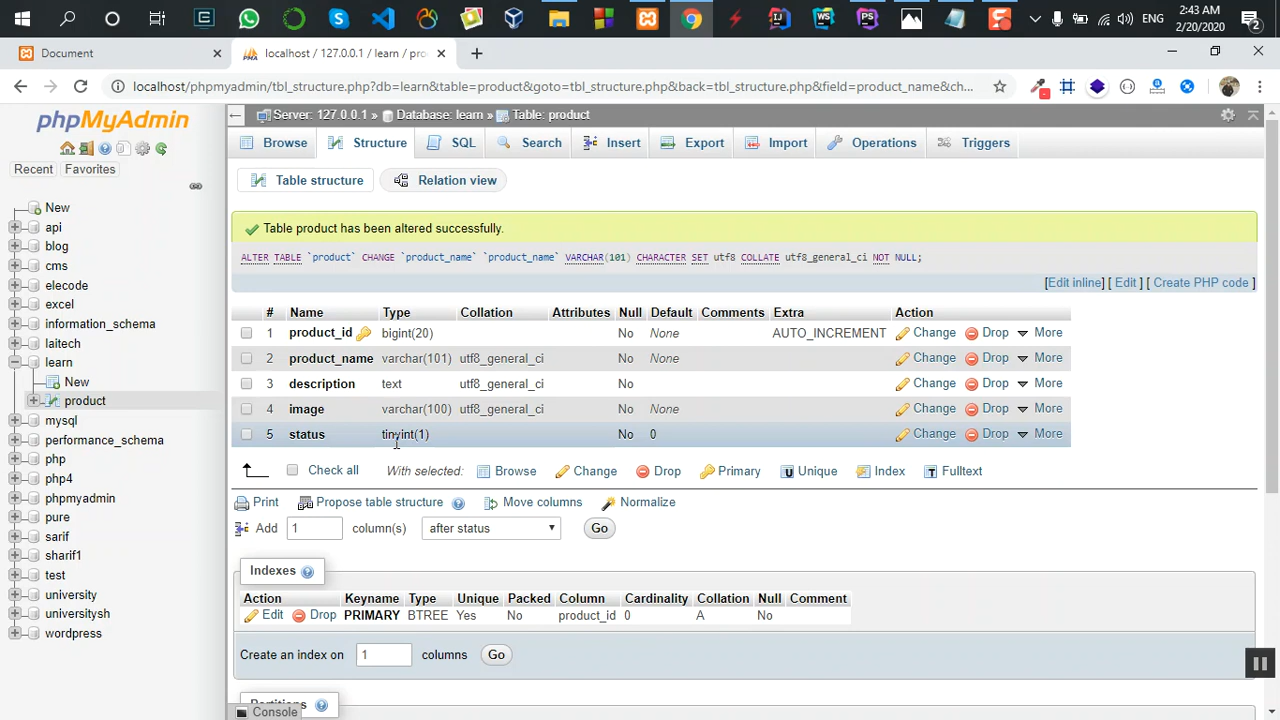 ENG
2:43 AM
2/20/2020
2
Document
localhost / 127.0.0.1 / learn / pro
localhost/phpmyadmin/tbl_structure.php?db=learn&table=product&goto=tbl_structure.php&back=tbl_structure.php&field=product_name&ch...
phpMyAdmin
Recent Favorites
New
api
blog
cms
elecode
excel
information_schema
laitech
learn
New
product
mysql
performance_schema
php
php4
phpmyadmin
pure
sarif
sharif1
test
university
universitysh
wordpress
Server: 127.0.0.1 » Database: learn » Table: product
Browse Structure SQL Search Insert Export Import Operations Triggers
Table structure Relation view
Table product has been altered successfully.
ALTER TABLE `product` CHANGE `product_name` `product_name` VARCHAR(101) CHARACTER SET utf8 COLLATE utf8_general_ci NOT NULL;
[Edit inline] [ Edit ] [ Create PHP code ]
# Name Type Collation Attributes Null Default Comments Extra Action
1 product_id bigint(20) No None AUTO_INCREMENT Change Drop More
2 product_name varchar(101) utf8_general_ci No None Change Drop More
3 description text utf8_general_ci No Change Drop More
4 image varchar(100) utf8_general_ci No None Change Drop More
5 status tinyint(1) No 0 Change Drop More
Check all With selected: Browse Change Drop Primary Unique Index Fulltext
Print Propose table structure Move columns Normalize
Add 1 column(s) after status Go
Indexes
Action Keyname Type Unique Packed Column Cardinality Collation Null Comment
Edit Drop PRIMARY BTREE Yes No product_id 0 A No
Create an index on 1 columns Go
Partitions
Console